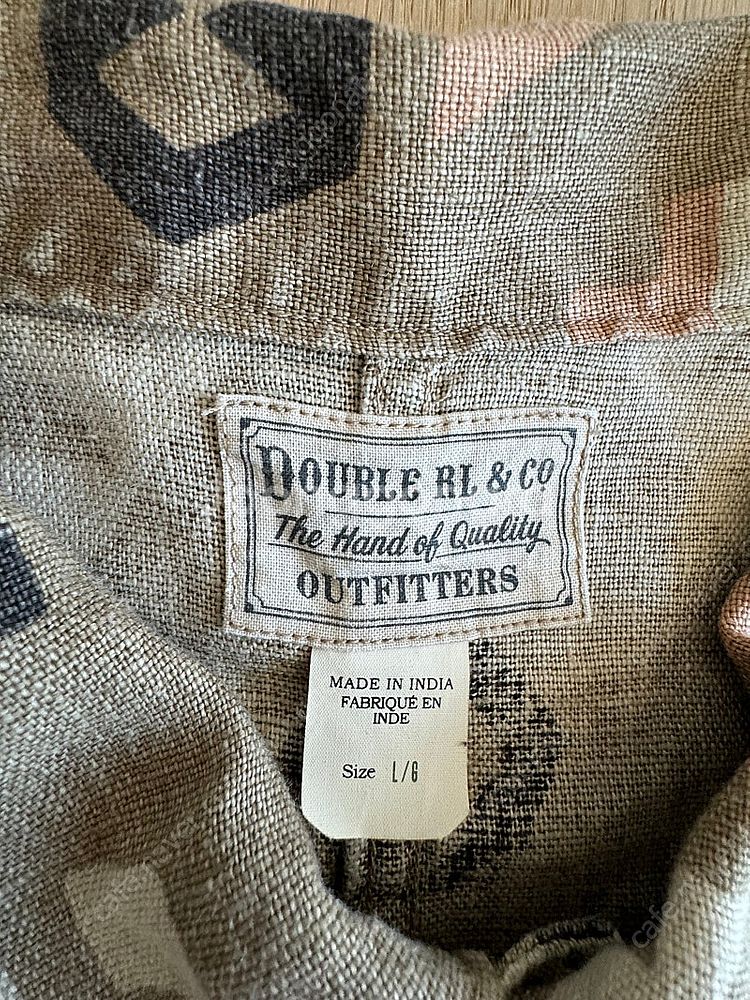 DOUBLE RL & CO
The Hand of Quality
OUTFITTERS
MADE IN INDIA
FABRIQUÉ EN
INDE
Size L/G